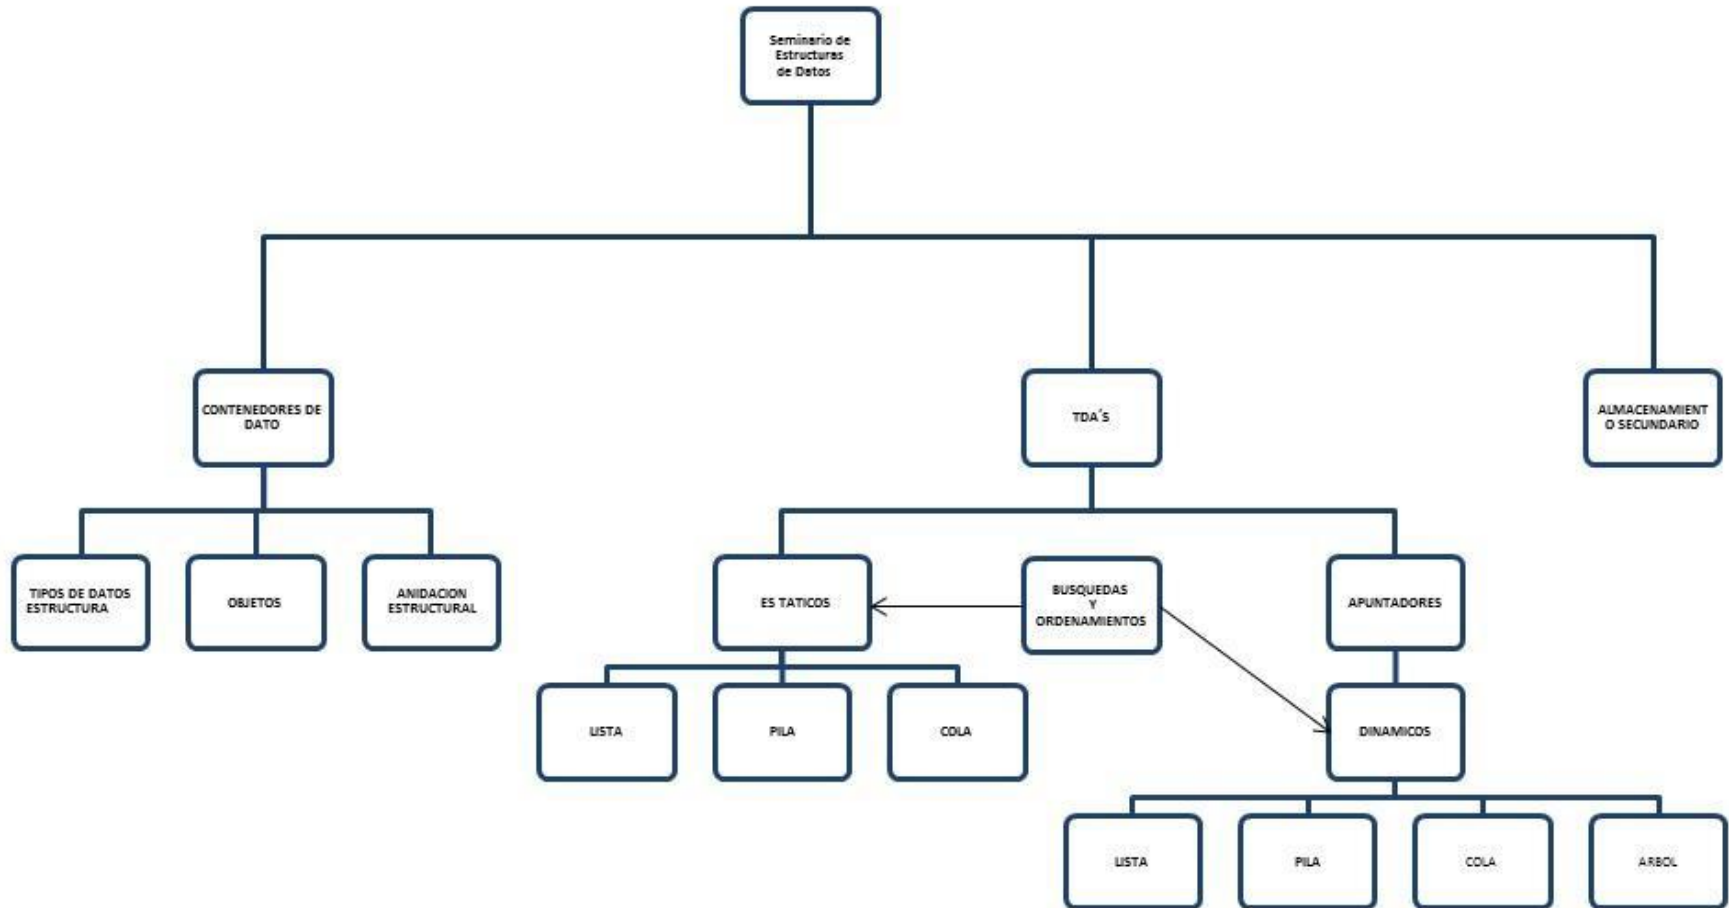 Seminario de
Estructuras
de Datos
CONTENEDORES DE
DATO
TDA´S
ALMACENAMIENT
O SECUNDARIO
TIPOS DE DATOS
ESTRUCTURA
OBJETOS
ANIDACION
ESTRUCTURAL
ES TATICOS
BUSQUEDAS
Y
ORDENAMIENTOS
APUNTADORES
LISTA
PILA
COLA
DINAMICOS
LISTA
PILA
COLA
ARBOL